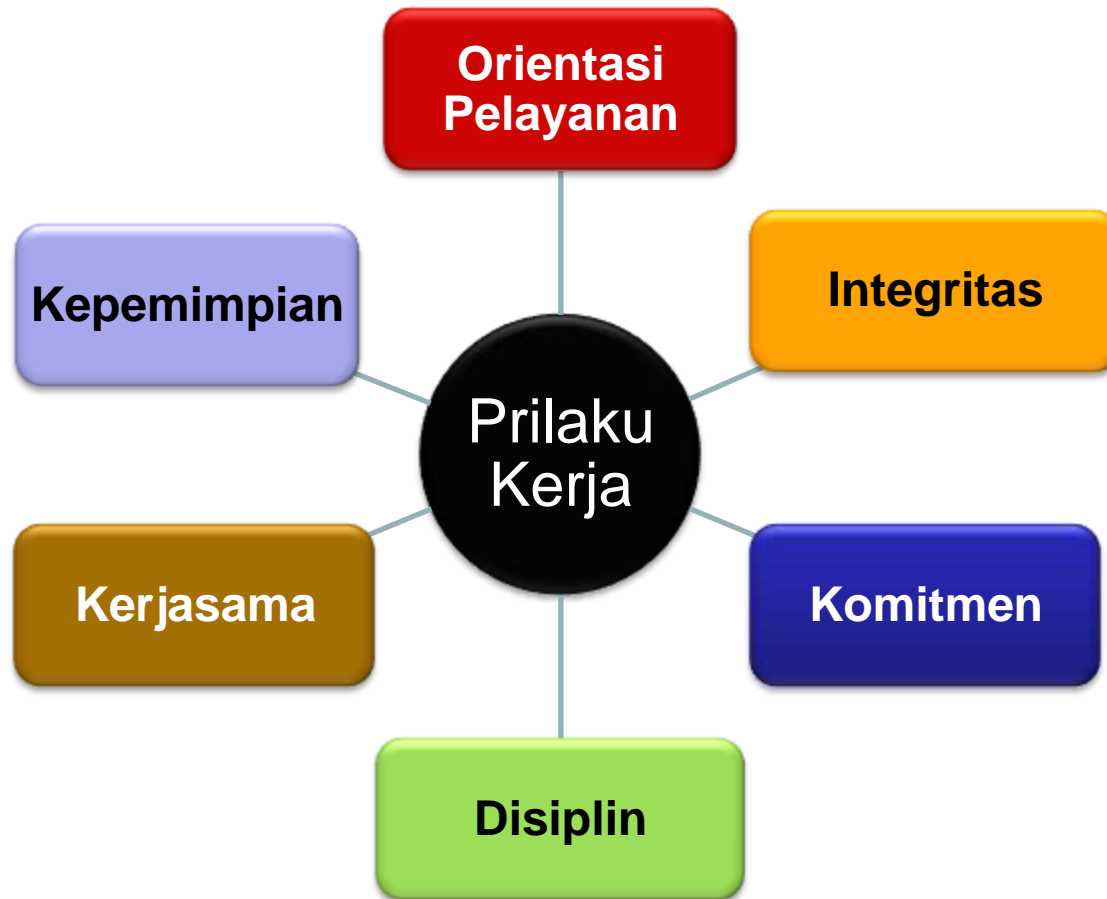 Orientasi
Pelayanan
Kepemimpian
Integritas
Prilaku
Kerja
Kerjasama
Komitmen
Disiplin